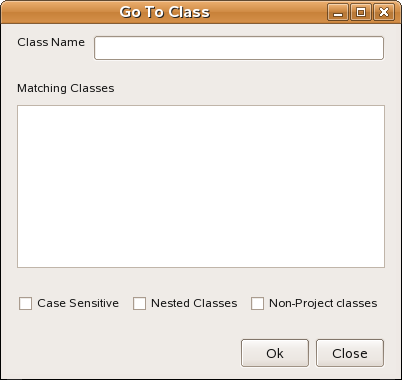 Go To Class
Class Name
Matching Classes
Case Sensitive Nested Classes Non-Project classes
Ok Close